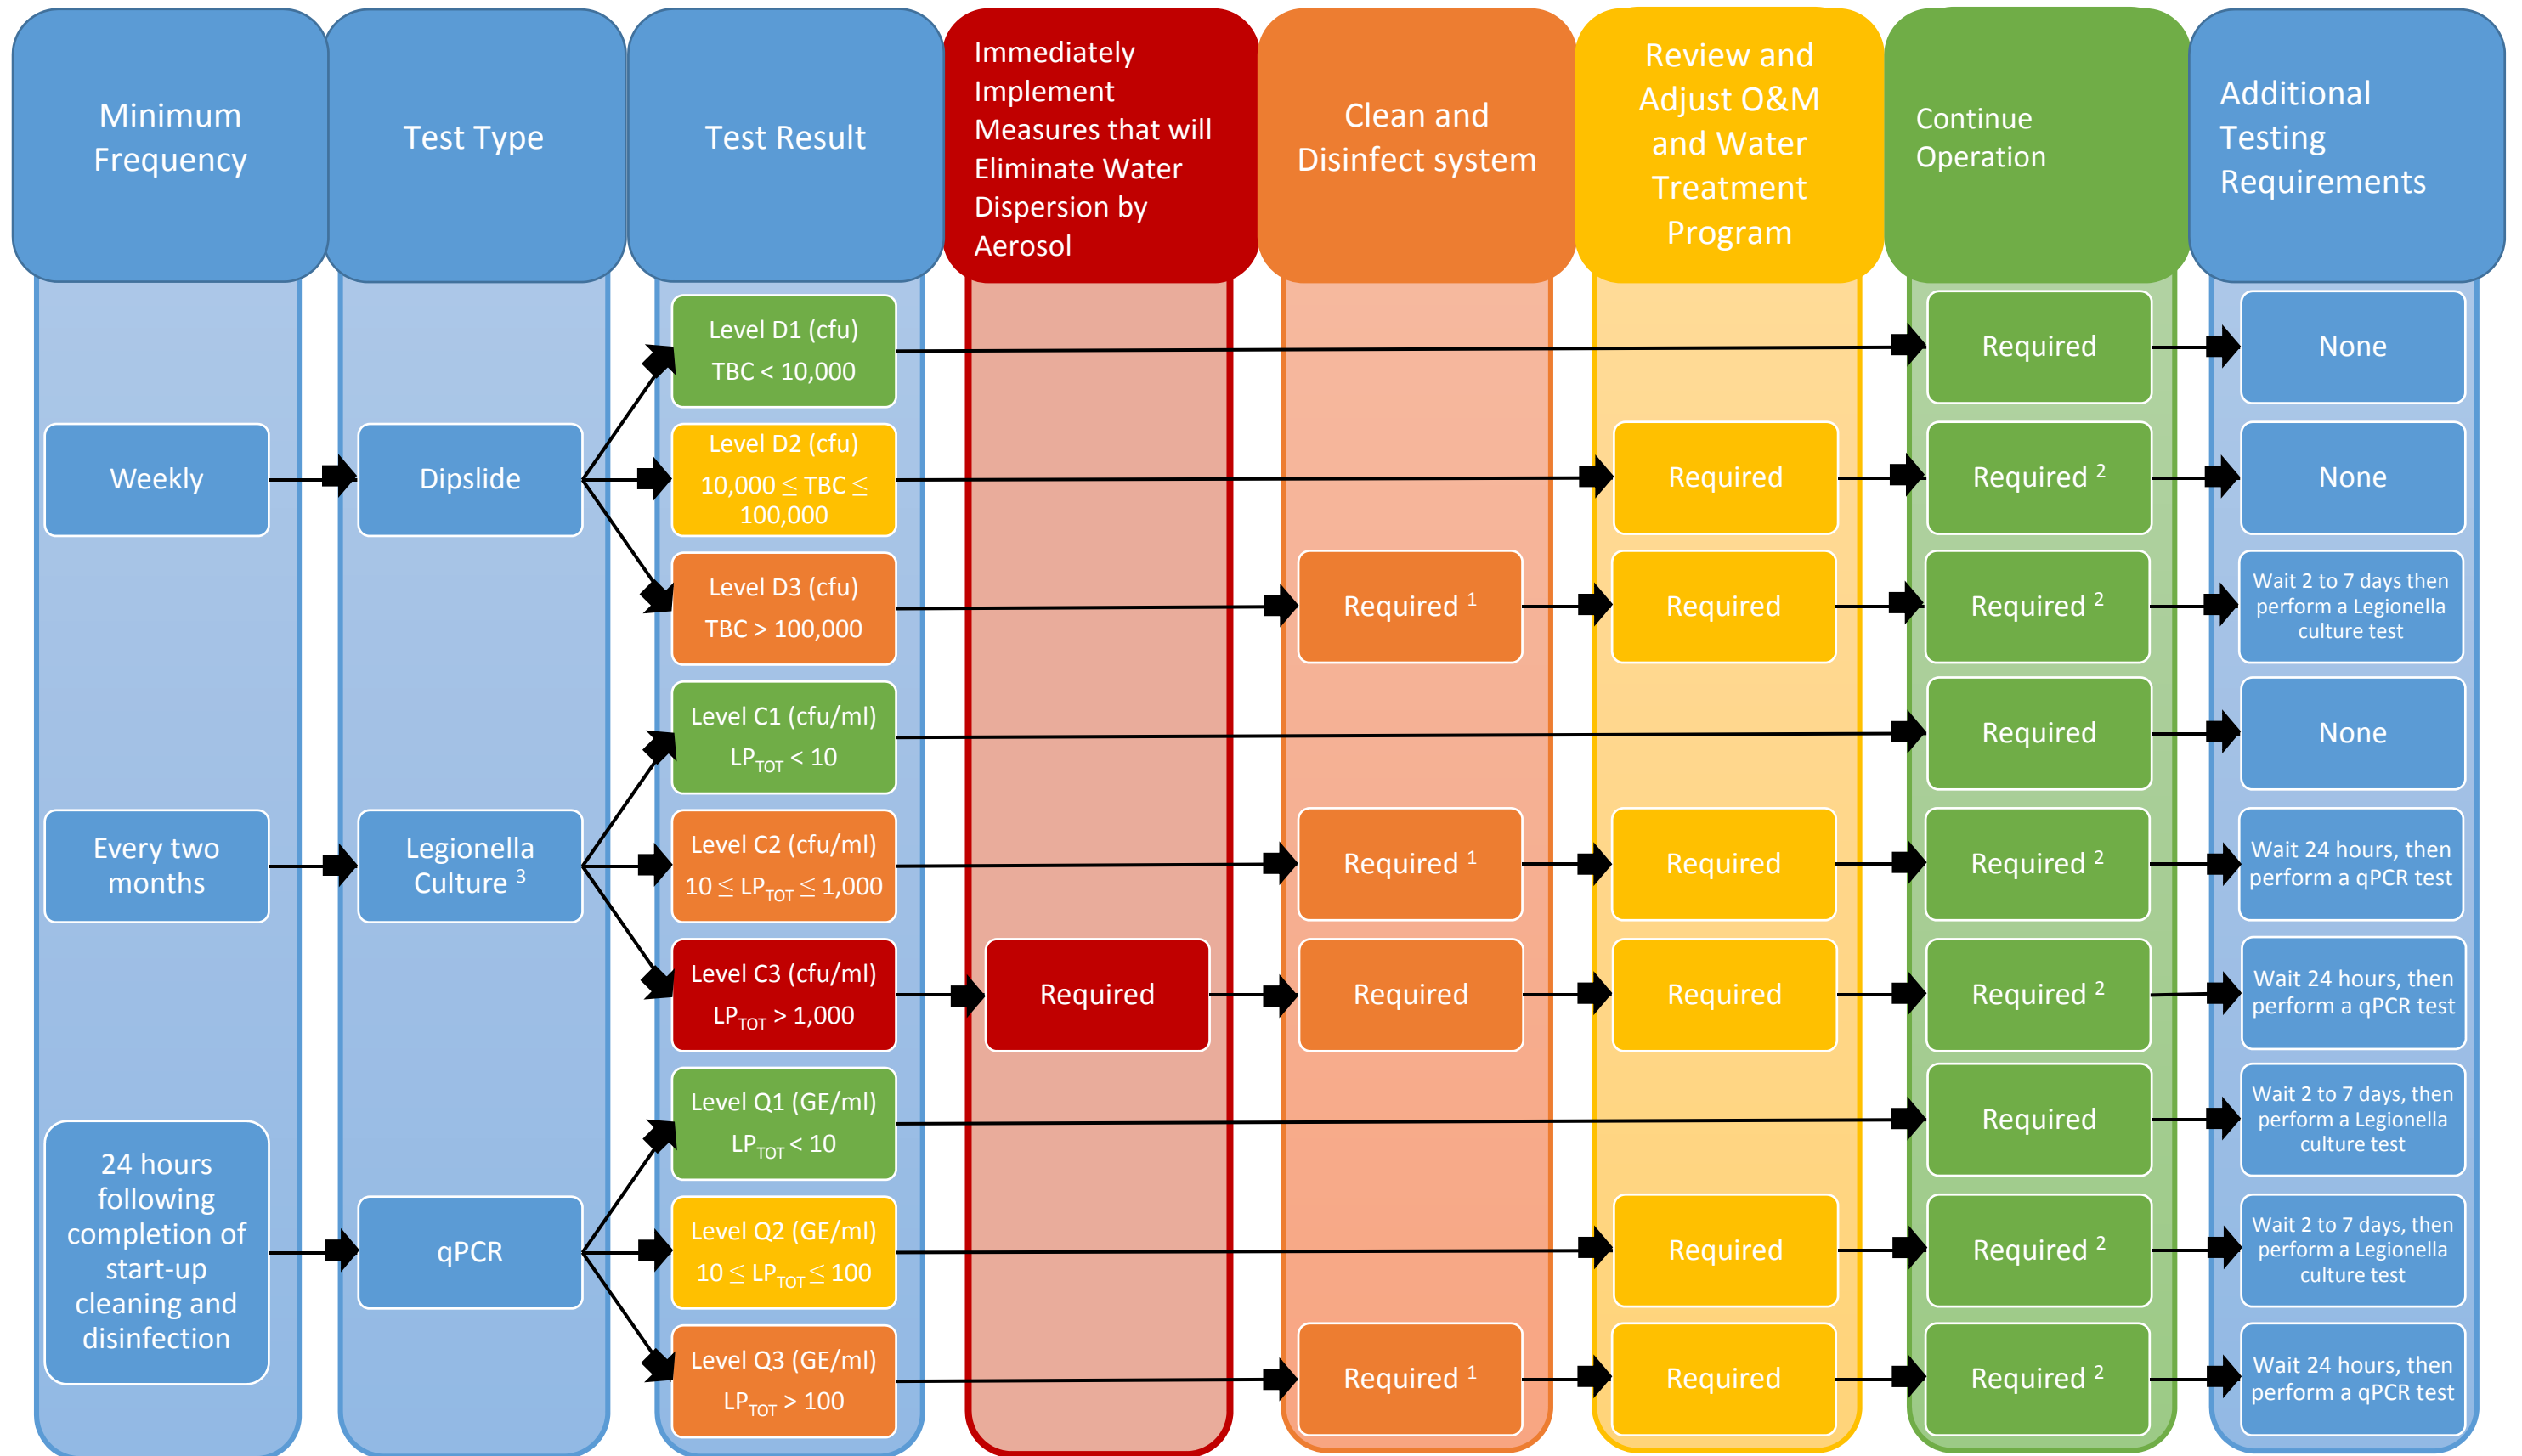 Minimum
Frequency
Test Type
Test Result
Immediately
Implement
Measures that will
Eliminate Water
Dispersion by
Aerosol
Clean and
Disinfect system
Review and
Adjust O&M
and Water
Treatment
Program
Continue
Operation
Additional
Testing
Requirements
Weekly
Dipslide
Level D1 (cfu)
TBC < 10,000
Required
None
Level D2 (cfu)
10,000 ≤ TBC ≤
100,000
Required
Required ²
None
Level D3 (cfu)
TBC > 100,000
Required ¹
Required
Required ²
Wait 2 to 7 days then
perform a Legionella
culture test
Every two
months
Legionella
Culture ³
Level C1 (cfu/ml)
LP_TOT < 10
Required
None
Level C2 (cfu/ml)
10 ≤ LP_TOT ≤ 1,000
Required ¹
Required
Required ²
Wait 24 hours, then
perform a qPCR test
Level C3 (cfu/ml)
LP_TOT > 1,000
Required
Required
Required
Required ²
Wait 24 hours, then
perform a qPCR test
24 hours
following
completion of
start-up
cleaning and
disinfection
qPCR
Level Q1 (GE/ml)
LP_TOT < 10
Required
Wait 2 to 7 days, then
perform a Legionella
culture test
Level Q2 (GE/ml)
10 ≤ LP_TOT ≤ 100
Required
Required ²
Wait 2 to 7 days, then
perform a Legionella
culture test
Level Q3 (GE/ml)
LP_TOT > 100
Required ¹
Required
Required ²
Wait 24 hours, then
perform a qPCR test